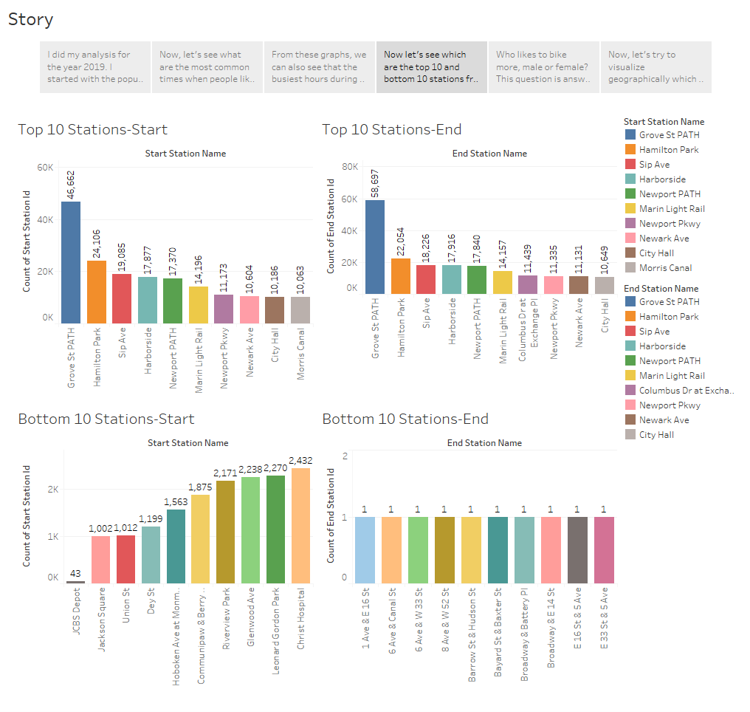 Story
I did my analysis for
the year 2019. I
started with the popu..
Now, let's see what
are the most common
times when people lik..
From these graphs, we
can also see that the
busiest hours during ..
Now let's see which
are the top 10 and
bottom 10 stations fr..
Who likes to bike
more, male or female?
This question is answ..
Now, let's try to
visualize
geographically which ..
Top 10 Stations-Start
Start Station Name
Count of Start Station Id
60K
40K
20K
0K
46,662
24,106
19,085
17,877
17,370
14,196
11,173
10,604
10,186
10,063
Grove St PATH
Hamilton Park
Sip Ave
Harborside
Newport PATH
Marin Light Rail
Newport Pkwy
Newark Ave
City Hall
Morris Canal
Top 10 Stations-End
End Station Name
Count of End Station Id
80K
60K
40K
20K
0K
58,697
22,054
18,226
17,916
17,840
14,157
11,439
11,335
11,131
10,649
Grove St PATH
Hamilton Park
Sip Ave
Harborside
Newport PATH
Marin Light Rail
Columbus Dr at
Exchange Pl
Newport Pkwy
Newark Ave
City Hall
Start Station Name
Grove St PATH
Hamilton Park
Sip Ave
Harborside
Newport PATH
Marin Light Rail
Newport Pkwy
Newark Ave
City Hall
Morris Canal
End Station Name
Grove St PATH
Hamilton Park
Sip Ave
Harborside
Newport PATH
Marin Light Rail
Columbus Dr at Excha..
Newport Pkwy
Newark Ave
City Hall
Bottom 10 Stations-Start
Start Station Name
Count of Start Station Id
2K
1K
0K
43
1,002
1,012
1,199
1,563
1,875
2,171
2,238
2,270
2,432
JCBS Depot
Jackson Square
Union St
Dey St
Hoboken Ave at Monm..
Communipaw & Berry ..
Riverview Park
Glenwood Ave
Leonard Gordon Park
Christ Hospital
Bottom 10 Stations-End
End Station Name
Count of End Station Id
2
1
0
1
1
1
1
1
1
1
1
1
1
1 Ave & E 16 St
6 Ave & Canal St
6 Ave & W 33 St
8 Ave & W 52 St
Barrow St & Hudson St
Bayard St & Baxter St
Broadway & Battery Pl
Broadway & E 14 St
E 16 St & 5 Ave
E 33 St & 5 Ave